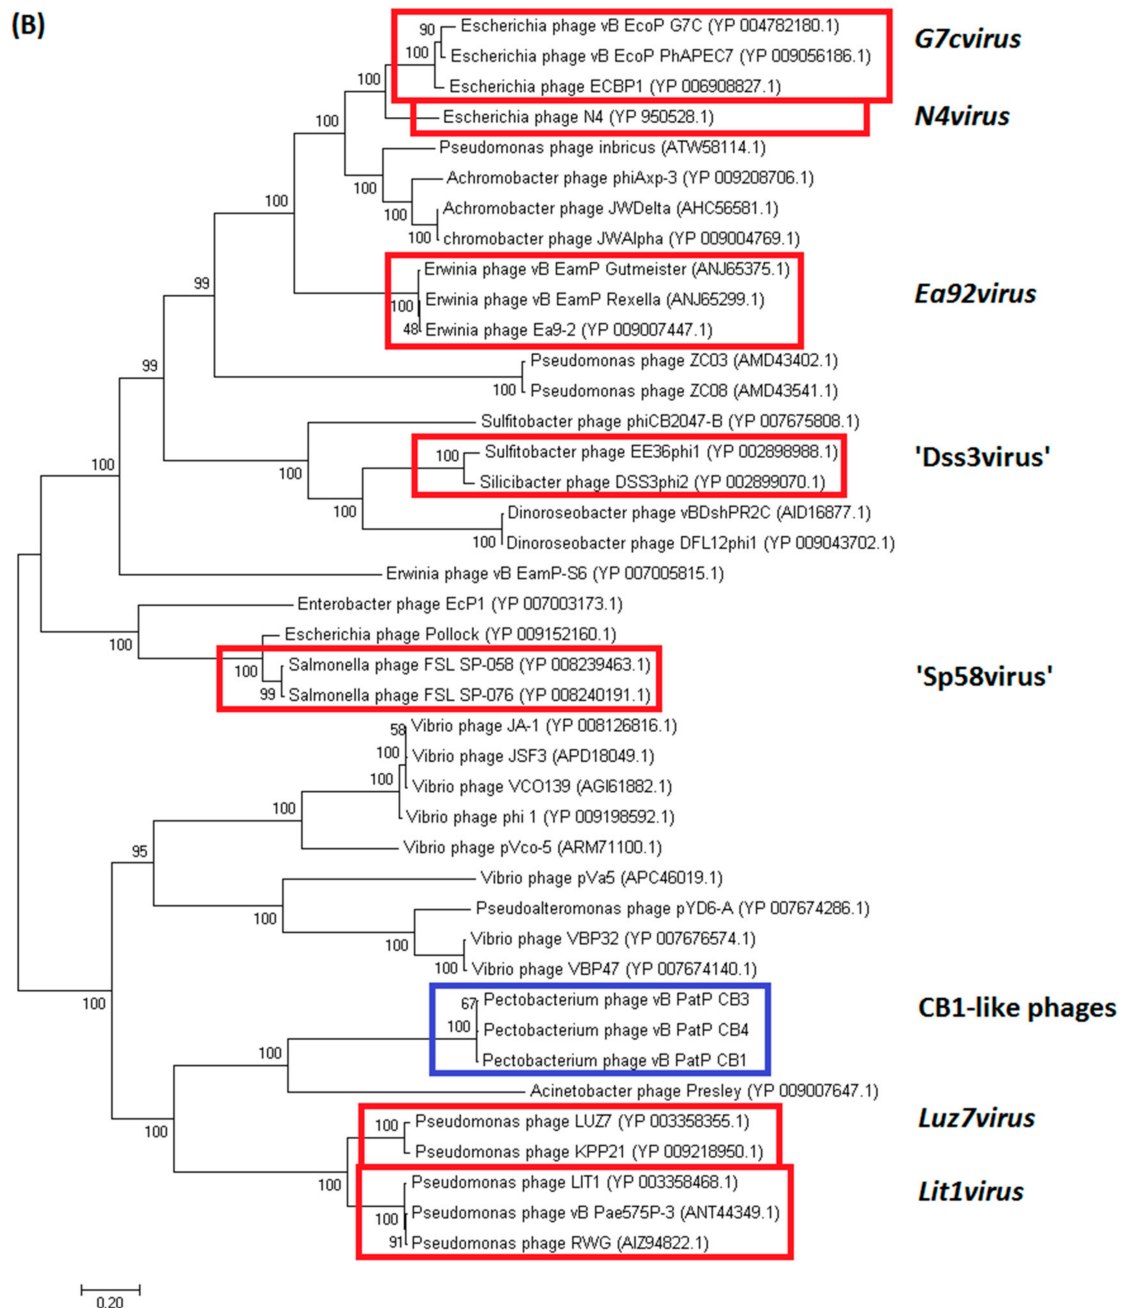 (B)
90
Escherichia phage vB EcoP G7C (YP 004782180.1)
G7cvirus
100
Escherichia phage vB EcoP PhAPEC7 (YP 009056186.1)
100
Escherichia phage ECBP1 (YP 006908827.1)
Escherichia phage N4 (YP 950528.1)
N4virus
100
Pseudomonas phage inbricus (ATW58114.1)
100
Achromobacter phage phiAxp-3 (YP 009208706.1)
100
Achromobacter phage JWDelta (AHC56581.1)
100
100
chromobacter phage JWAlpha (YP 009004769.1)
Erwinia phage vB EamP Gutmeister (ANJ65375.1)
99
100
Erwinia phage vB EamP Rexella (ANJ65299.1)
Ea92virus
48
Erwinia phage Ea9-2 (YP 009007447.1)
99
Pseudomonas phage ZC03 (AMD43402.1)
100
Pseudomonas phage ZC08 (AMD43541.1)
Sulfitobacter phage phiCB2047-B (YP 007675808.1)
100
100
Sulfitobacter phage EE36phi1 (YP 002898988.1)
'Dss3virus'
100
Silicibacter phage DSS3phi2 (YP 002899070.1)
100
Dinoroseobacter phage vBDshPR2C (AID16877.1)
100
Dinoroseobacter phage DFL12phi1 (YP 009043702.1)
Erwinia phage vB EamP-S6 (YP 007005815.1)
Enterobacter phage EcP1 (YP 007003173.1)
100
Escherichia phage Pollock (YP 009152160.1)
100
Salmonella phage FSL SP-058 (YP 008239463.1)
'Sp58virus'
99
Salmonella phage FSL SP-076 (YP 008240191.1)
58
Vibrio phage JA-1 (YP 008126816.1)
100
Vibrio phage JSF3 (APD18049.1)
100
Vibrio phage VCO139 (AGI61882.1)
100
Vibrio phage phi 1 (YP 009198592.1)
95
Vibrio phage pVco-5 (ARM71100.1)
Vibrio phage pVa5 (APC46019.1)
100
Pseudoalteromonas phage pYD6-A (YP 007674286.1)
100
Vibrio phage VBP32 (YP 007676574.1)
100
Vibrio phage VBP47 (YP 007674140.1)
100
67
Pectobacterium phage vB PatP CB3
CB1-like phages
100
Pectobacterium phage vB PatP CB4
100
Pectobacterium phage vB PatP CB1
Acinetobacter phage Presley (YP 009007647.1)
100
100
Pseudomonas phage LUZ7 (YP 003358355.1)
Luz7virus
Pseudomonas phage KPP21 (YP 009218950.1)
100
Pseudomonas phage LIT1 (YP 003358468.1)
Lit1virus
100
Pseudomonas phage vB Pae575P-3 (ANT44349.1)
91
Pseudomonas phage RWG (AIZ94822.1)
0.20